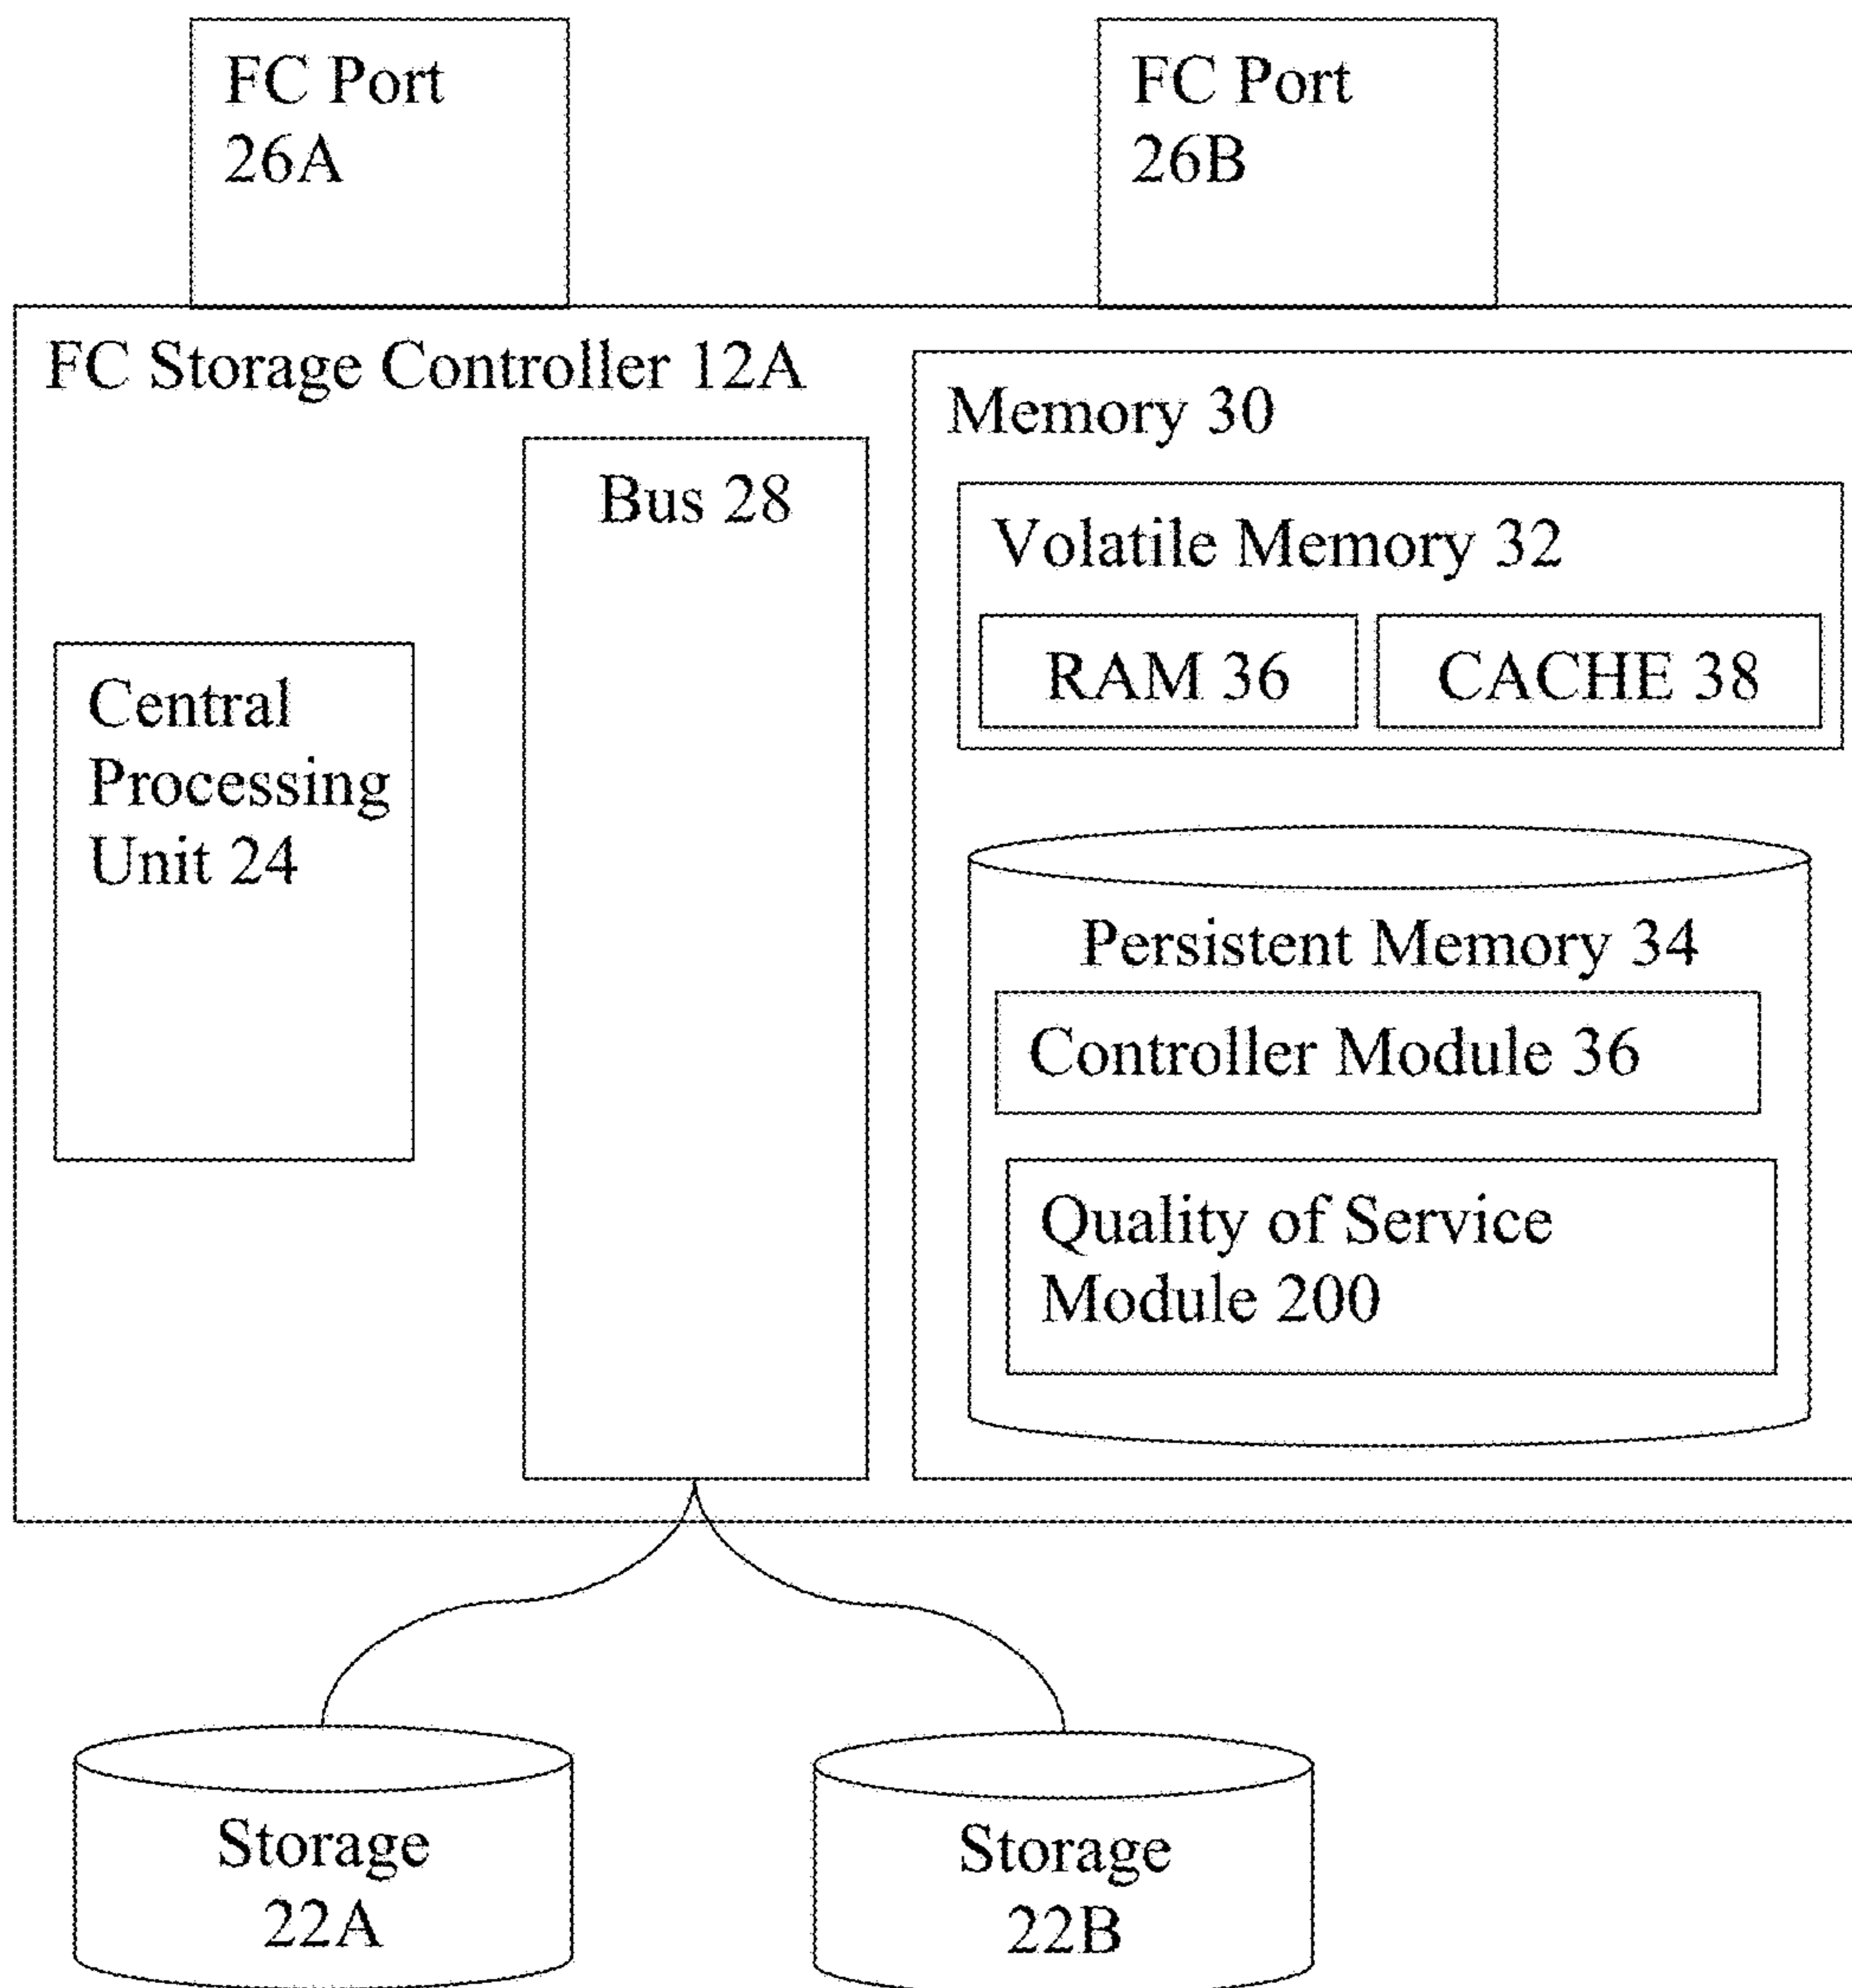 FC Port
26A
FC Port
26B
FC Storage Controller 12A
Memory 30
Bus 28
Volatile Memory 32
RAM 36
CACHE 38
Central
Processing
Unit 24
Persistent Memory 34
Controller Module 36
Quality of Service
Module 200
Storage
22A
Storage
22B